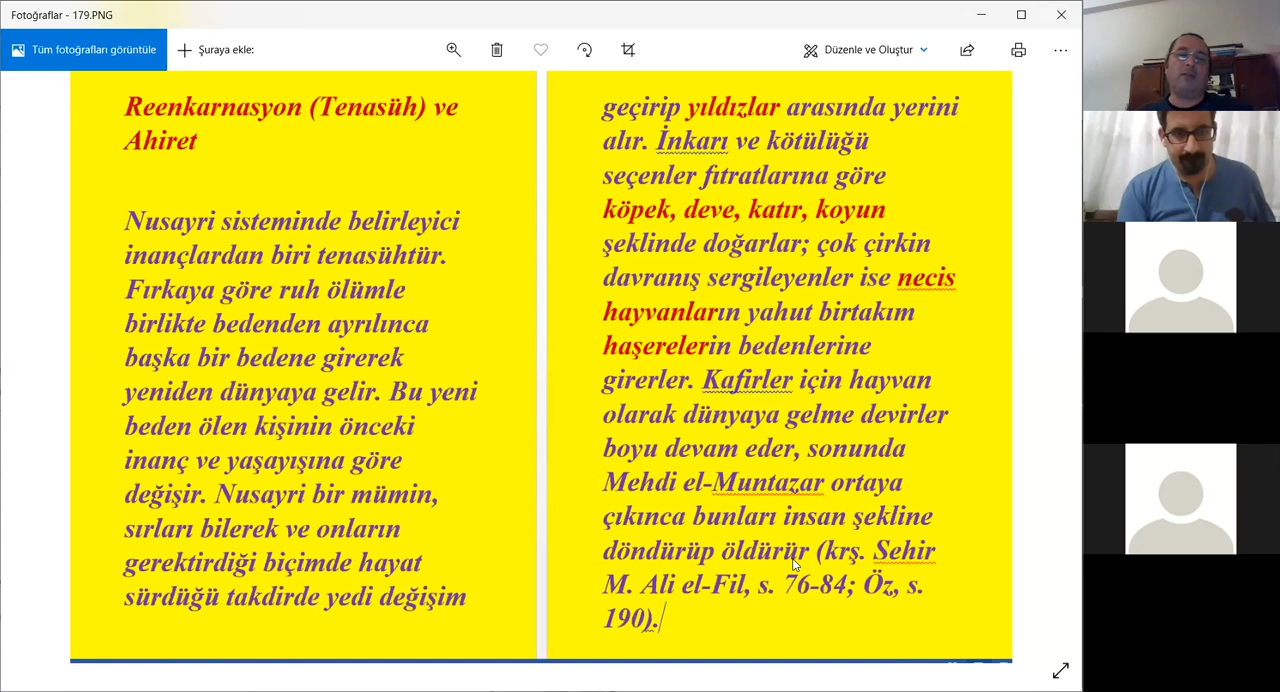 Fotoğraflar - 179.PNG
Tüm fotoğrafları görüntüle
Şuraya ekle:
Düzenle ve Oluştur
Reenkarnasyon (Tenasüh) ve
Ahiret
Nusayri sisteminde belirleyici
inançlardan biri tenasühtür.
Fırkaya göre ruh ölümle
birlikte bedenden ayrılınca
başka bir bedene girerek
yeniden dünyaya gelir. Bu yeni
beden ölen kişinin önceki
inanç ve yaşayışına göre
değişir. Nusayri bir mümin,
sırları bilerek ve onların
gerektirdiği biçimde hayat
sürdüğü takdirde yedi değişim
geçirip yıldızlar arasında yerini
alır. İnkarı ve kötülüğü
seçenler fıtratlarına göre
köpek, deve, katır, koyun
şeklinde doğarlar; çok çirkin
davranış sergileyenler ise necis
hayvanların yahut birtakım
haşerelerin bedenlerine
girerler. Kafirler için hayvan
olarak dünyaya gelme devirler
boyu devam eder, sonunda
Mehdi el-Muntazar ortaya
çıkınca bunları insan şekline
döndürüp öldürür (krş. Sehir
M. Ali el-Fil, s. 76-84; Öz, s.
190).